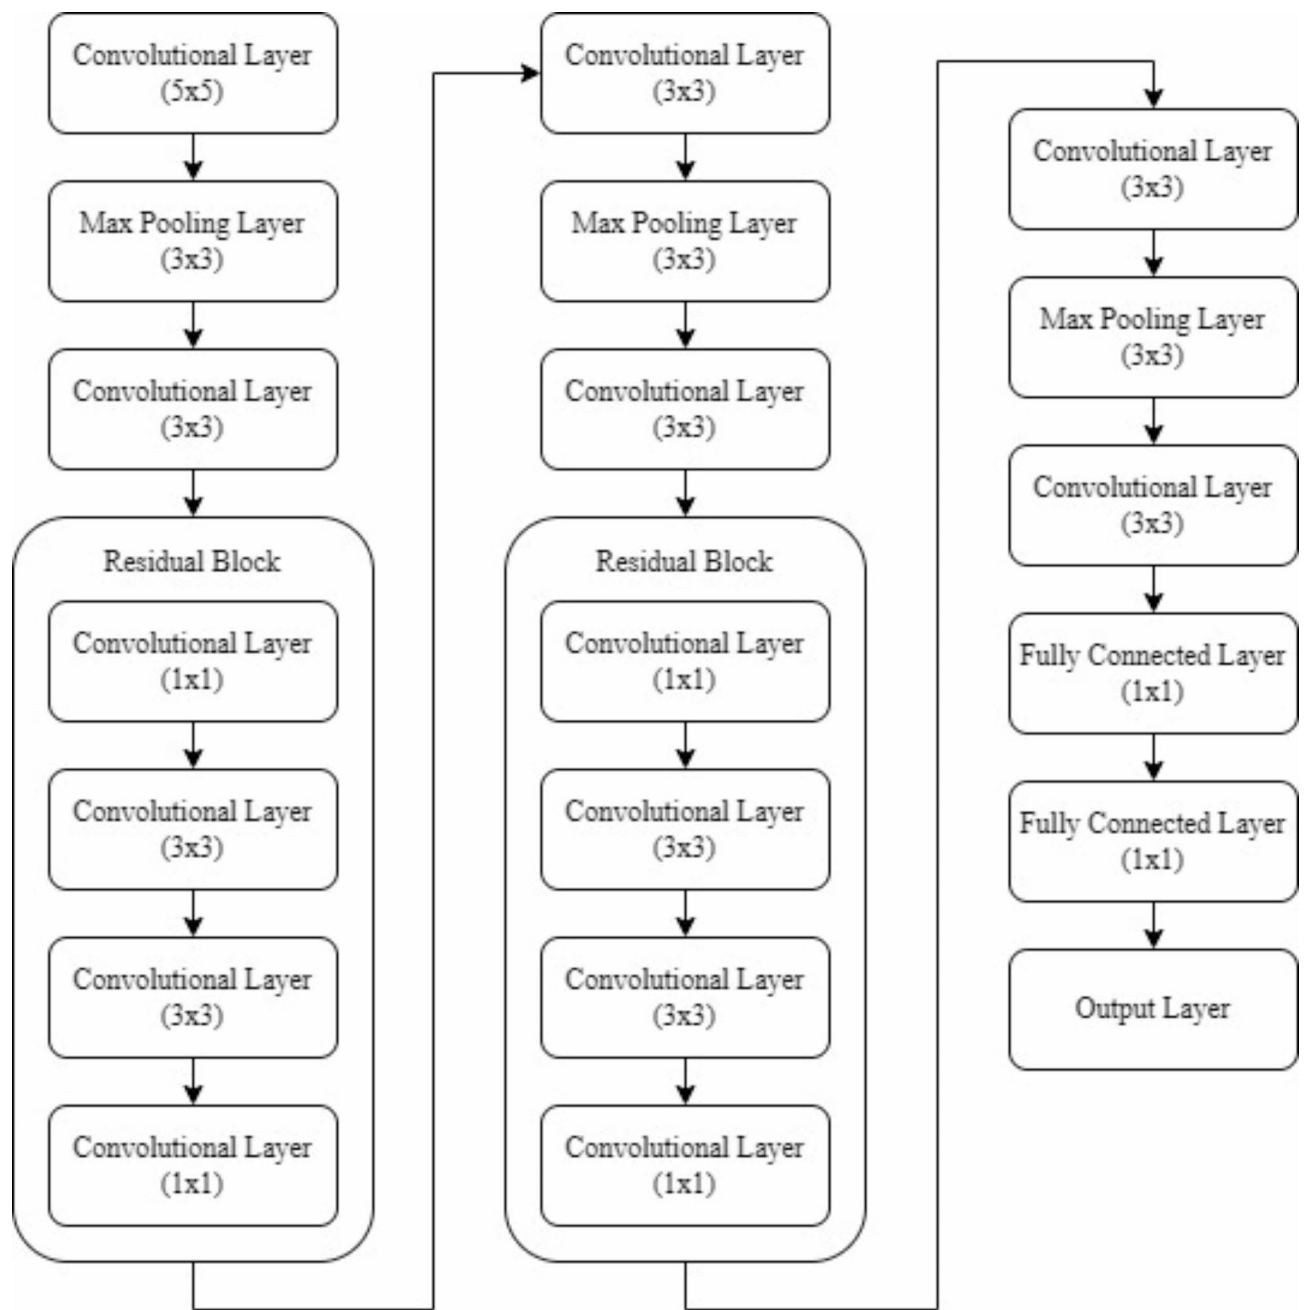 Convolutional Layer
(5x5)
Max Pooling Layer
(3x3)
Convolutional Layer
(3x3)
Residual Block
Convolutional Layer
(1x1)
Convolutional Layer
(3x3)
Convolutional Layer
(3x3)
Convolutional Layer
(1x1)
Convolutional Layer
(3x3)
Max Pooling Layer
(3x3)
Convolutional Layer
(3x3)
Residual Block
Convolutional Layer
(1x1)
Convolutional Layer
(3x3)
Convolutional Layer
(3x3)
Convolutional Layer
(1x1)
Convolutional Layer
(3x3)
Max Pooling Layer
(3x3)
Convolutional Layer
(3x3)
Fully Connected Layer
(1x1)
Fully Connected Layer
(1x1)
Output Layer